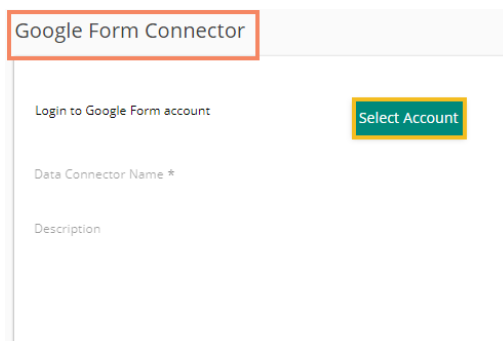 Google Form Connector
Login to Google Form account
Select Account
Data Connector Name *
Description